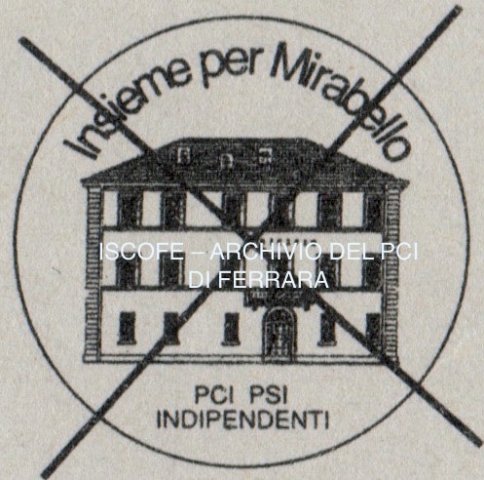 Insieme per Mirabello
ISCOFE – ARCHIVIO DEL PCI
DI FERRARA
PCI PSI
INDIPENDENTI